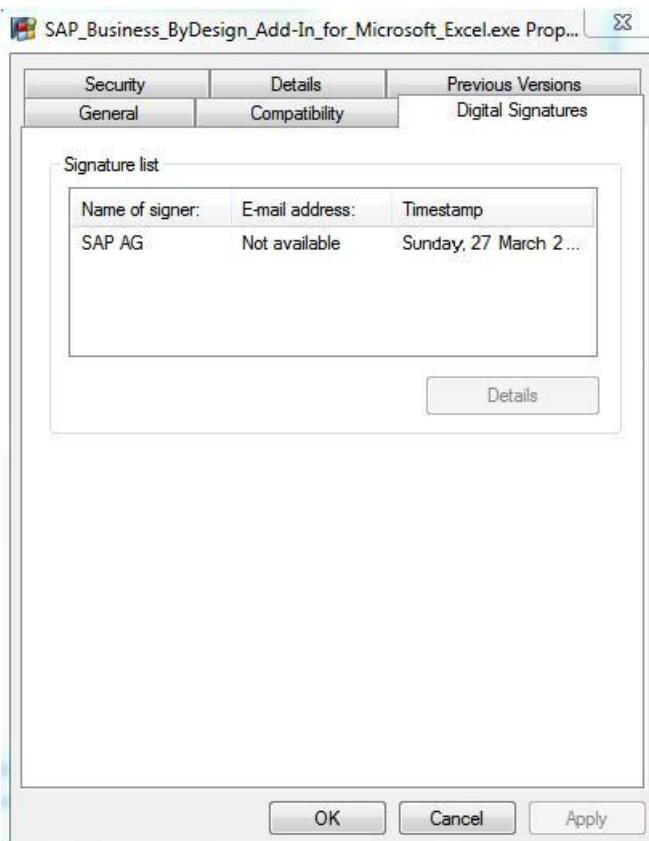 SAP_Business_ByDesign_Add-In_for_Microsoft_Excel.exe Prop...
Security Details Previous Versions
General Compatibility Digital Signatures
Signature list
Name of signer: E-mail address: Timestamp
SAP AG Not available Sunday, 27 March 2 ...
Details
OK Cancel Apply